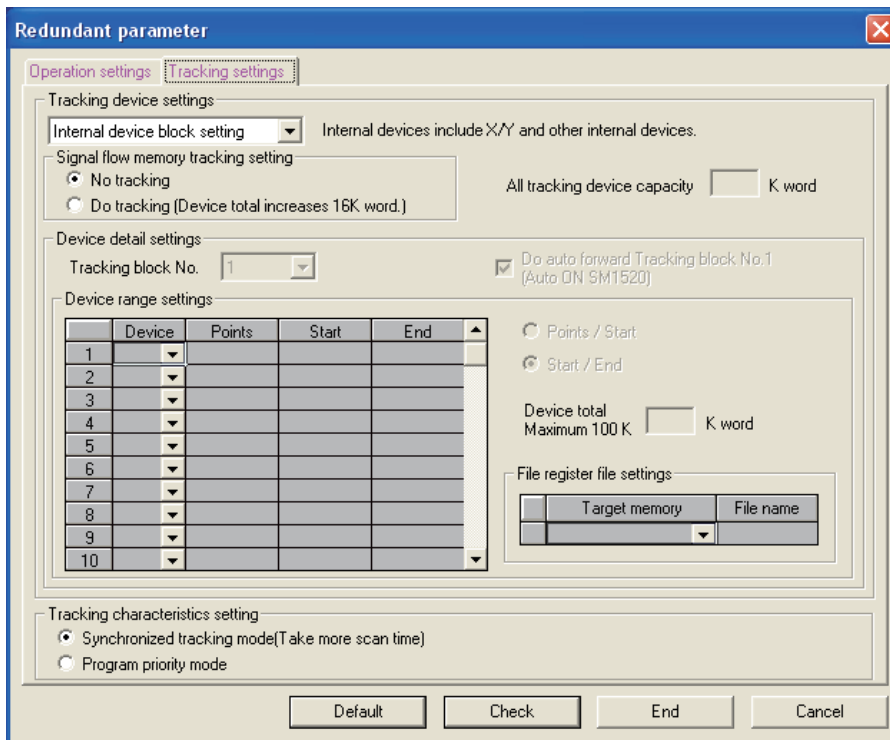 Redundant parameter
Operation settings Tracking settings
Tracking device settings
Internal device block setting Internal devices include X/Y and other internal devices.
Signal flow memory tracking setting
No tracking
All tracking device capacity K word
Do tracking (Device total increases 16K word.)
Device detail settings
Tracking block No. 1
Do auto forward Tracking block No.1
(Auto ON SM1520)
Device range settings
Device Points Start End
1
2
3
4
5
6
7
8
9
10
Points / Start
Start / End
Device total
Maximum 100 K K word
File register file settings
Target memory File name
Tracking characteristics setting
Synchronized tracking mode(Take more scan time)
Program priority mode
Default Check End Cancel